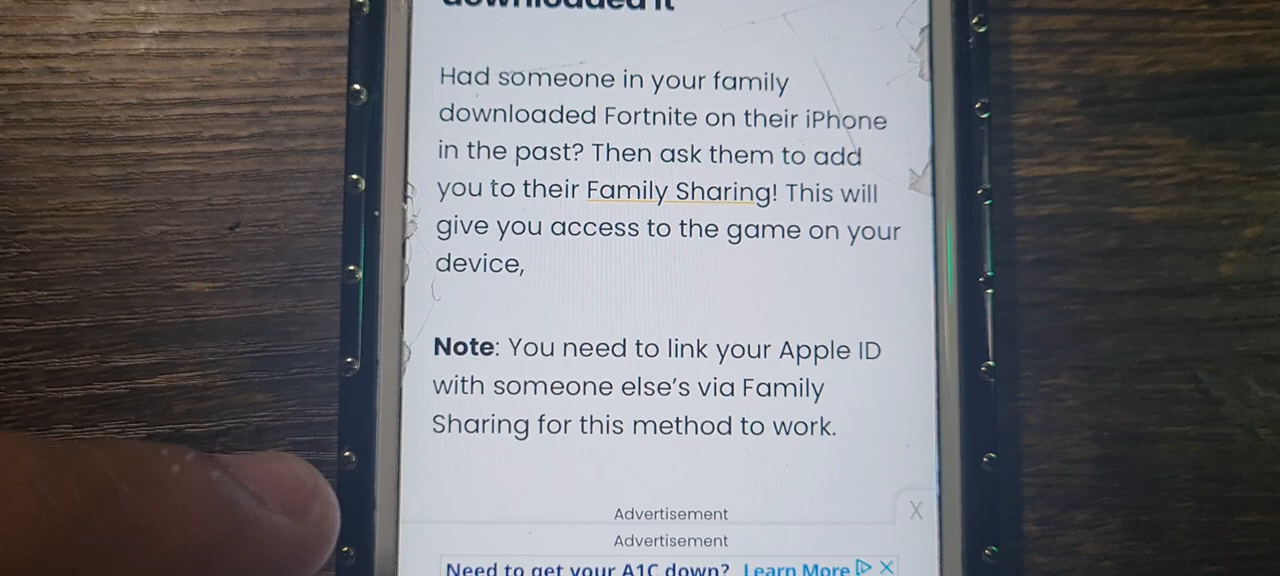 downloaded it
Had someone in your family
downloaded Fortnite on their iPhone
in the past? Then ask them to add
you to their Family Sharing! This will
give you access to the game on your
device,
Note: You need to link your Apple ID
with someone else's via Family
Sharing for this method to work.
X
Advertisement
Advertisement
Need to get your A1C down? Learn More